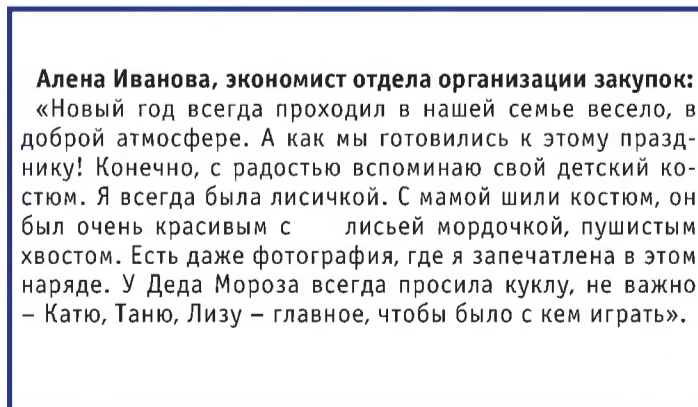 Алена Иванова, экономист отдела организации закупок:
«Новый год всегда проходил в нашей семье весело, в
доброй атмосфере. А как мы готовились к этому празд-
нику! Конечно, с радостью вспоминаю свой детский ко-
стюм. Я всегда была лисичкой. С мамой шили костюм, он
был очень красивым с лисьей мордочкой, пушистым
хвостом. Есть даже фотография, где я запечатлена в этом
наряде. У Деда Мороза всегда просила куклу, не важно
– Катю, Таню, Лизу – главное, чтобы было с кем играть».